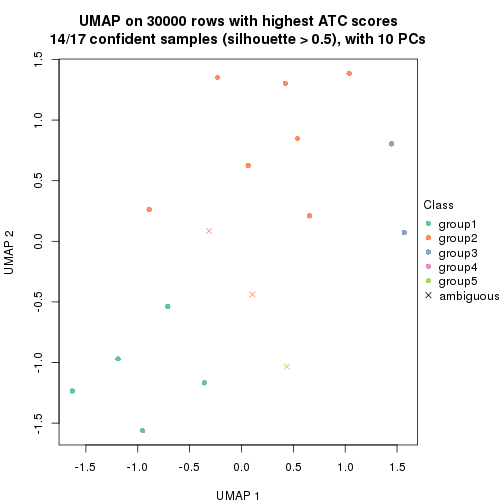 UMAP on 30000 rows with highest ATC scores
14/17 confident samples (silhouette > 0.5), with 10 PCs
1.5
1.0
0.5
0.0
-0.5
-1.0
-1.5
UMAP 2
-1.5 -1.0 -0.5 0.0 0.5 1.0 1.5
UMAP 1
Class
group1
group2
group3
group4
group5
ambiguous